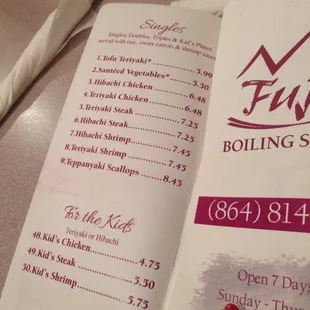 Singles
Singles, Doubles, Triples & Kid's Plates
served with rice, sweet carrots & shrimp sauce
1.Tofu Teriyaki*..................5.99
2.Sautéed Vegetables*........5.50
3.Hibachi Chicken..............6.48
4.Teriyaki Chicken..............6.48
5.Teriyaki Steak..................7.25
6.Hibachi Steak...................7.25
7.Hibachi Shrimp................7.45
8.Teriyaki Shrimp................7.45
9.Teppanyaki Scallops.........8.45
For the Kids
Teriyaki or Hibachi
48.Kid's Chicken...............4.75
49.Kid's Steak...................5.50
50.Kid's Shrimp................5.75
BOILING
(864) 814
Open 7 Days
Sunday -